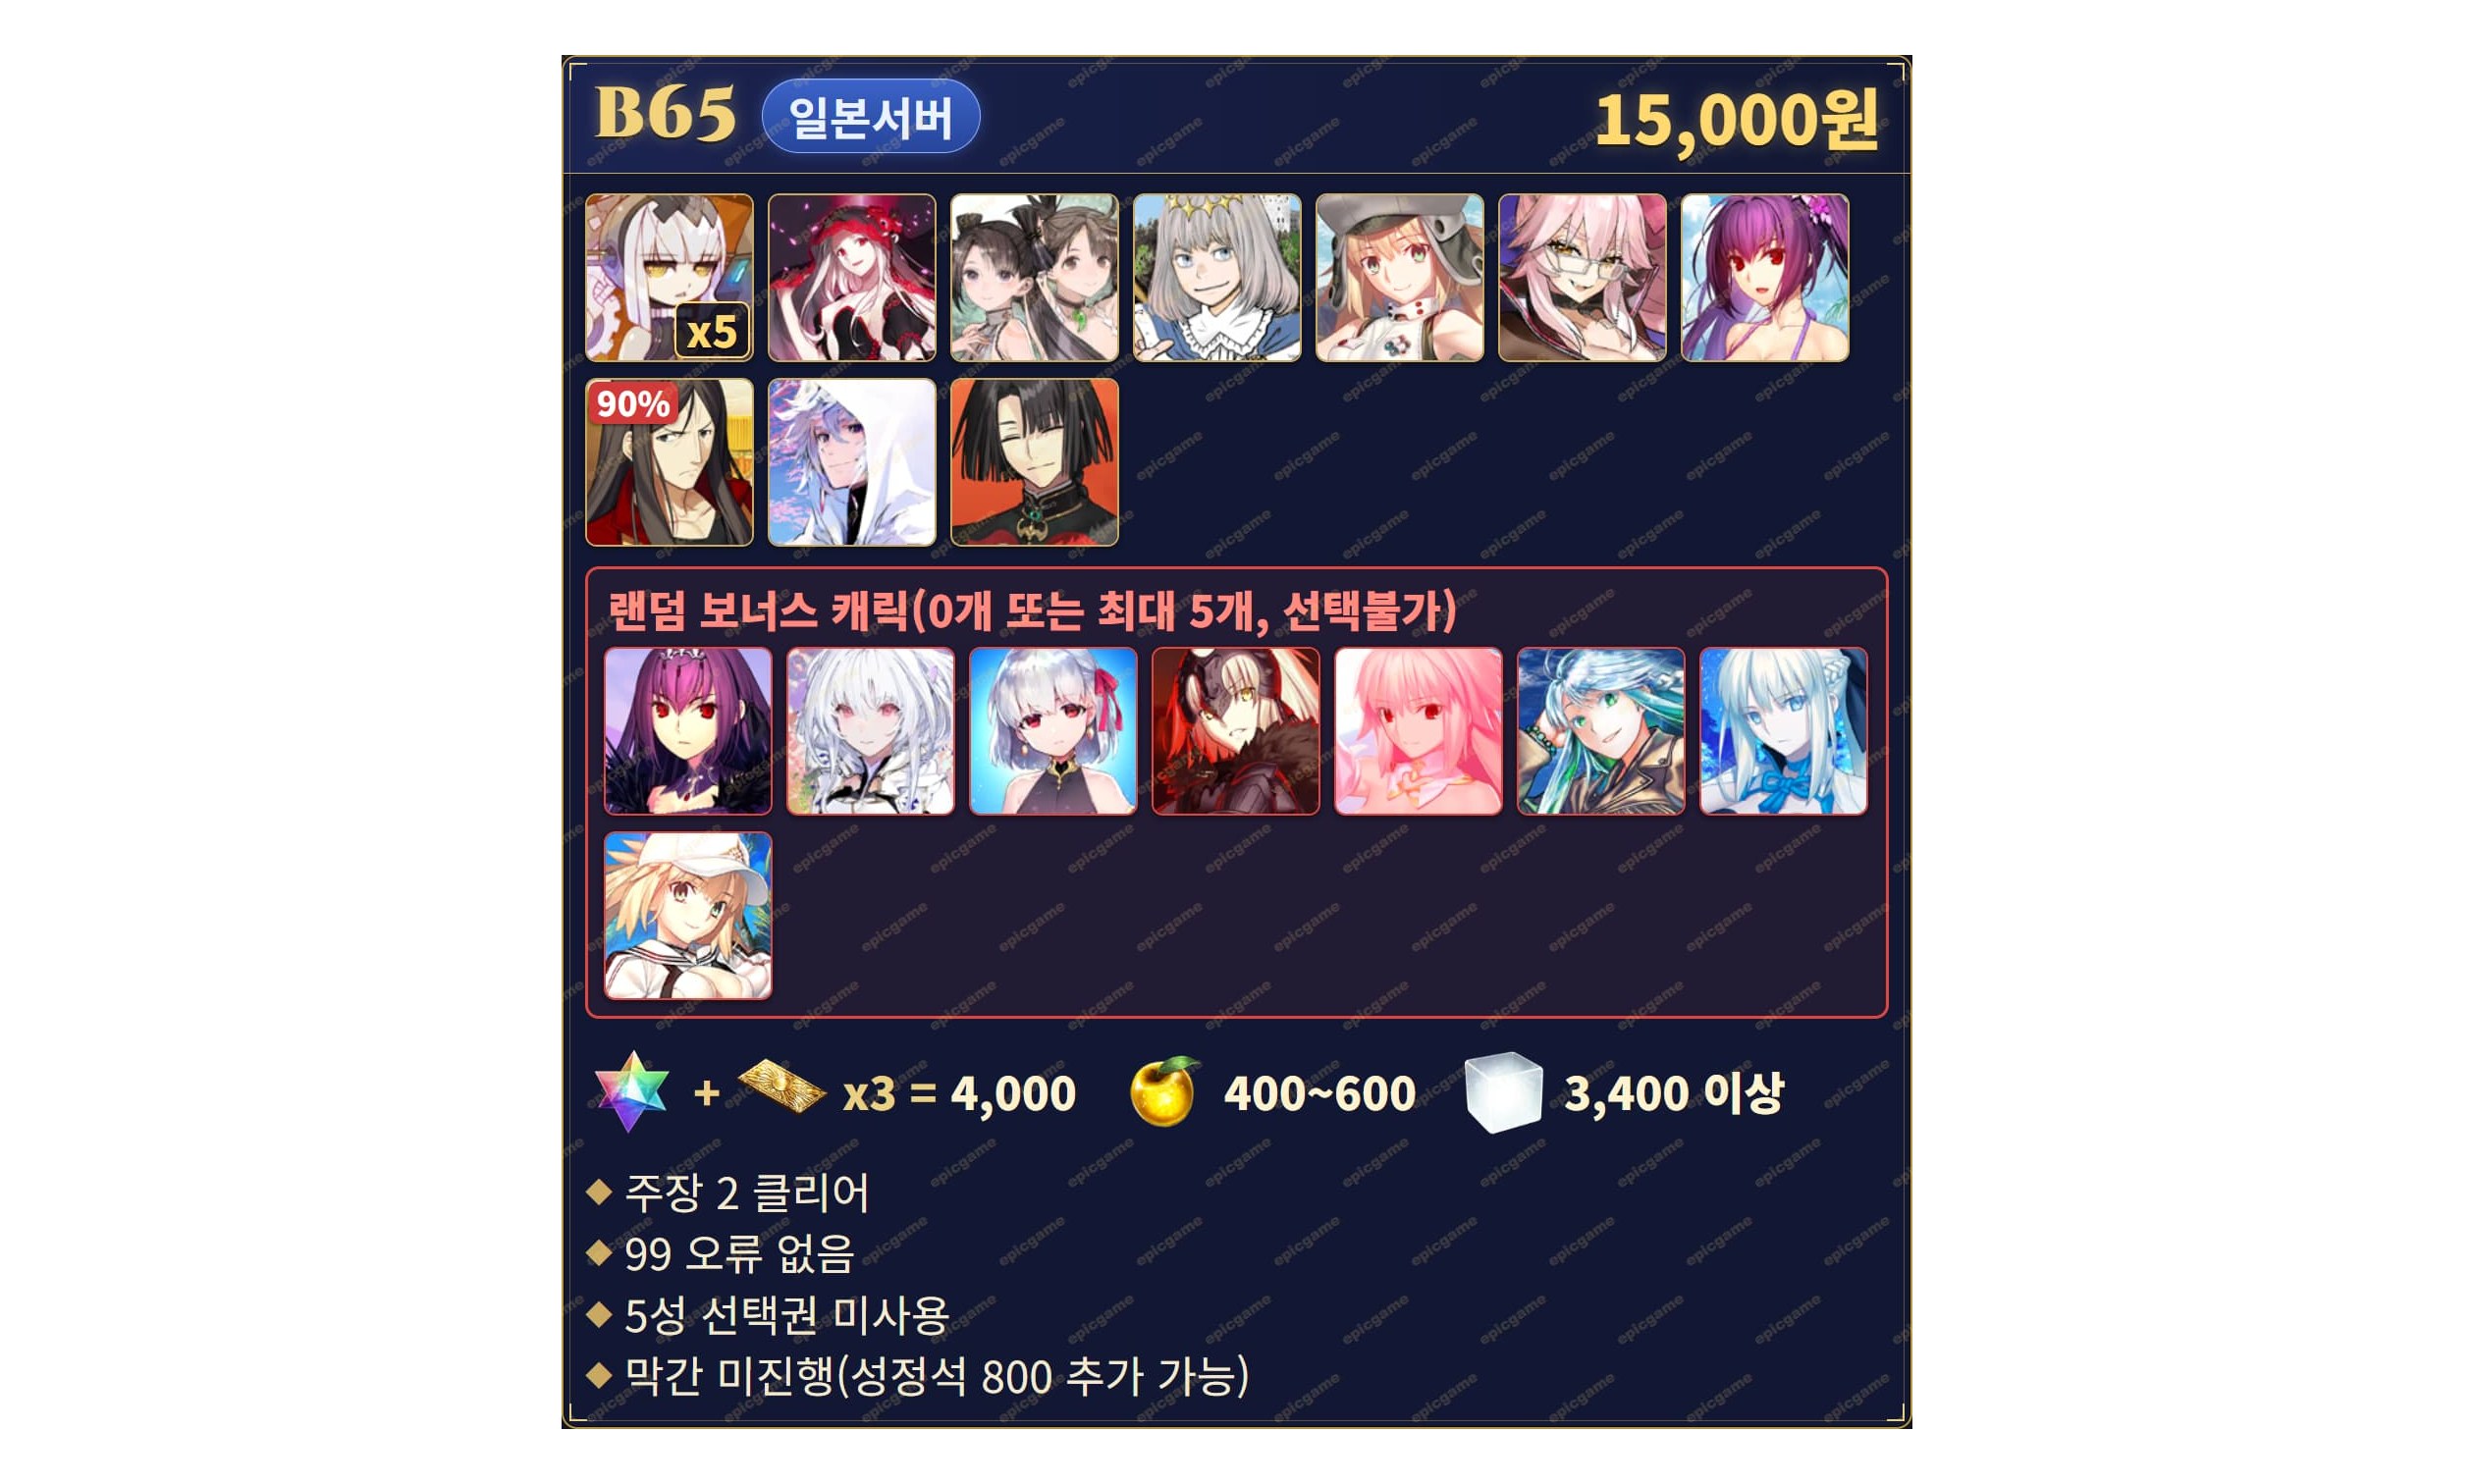 B65 일본서버 15,000원
x5
90%
랜덤 보너스 캐릭(0개 또는 최대 5개, 선택불가)
+ x3 = 4,000 400~600 3,400 이상
주장 2 클리어
99 오류 없음
5성 선택권 미사용
막간 미진행(성정석 800 추가 가능)
epicgame